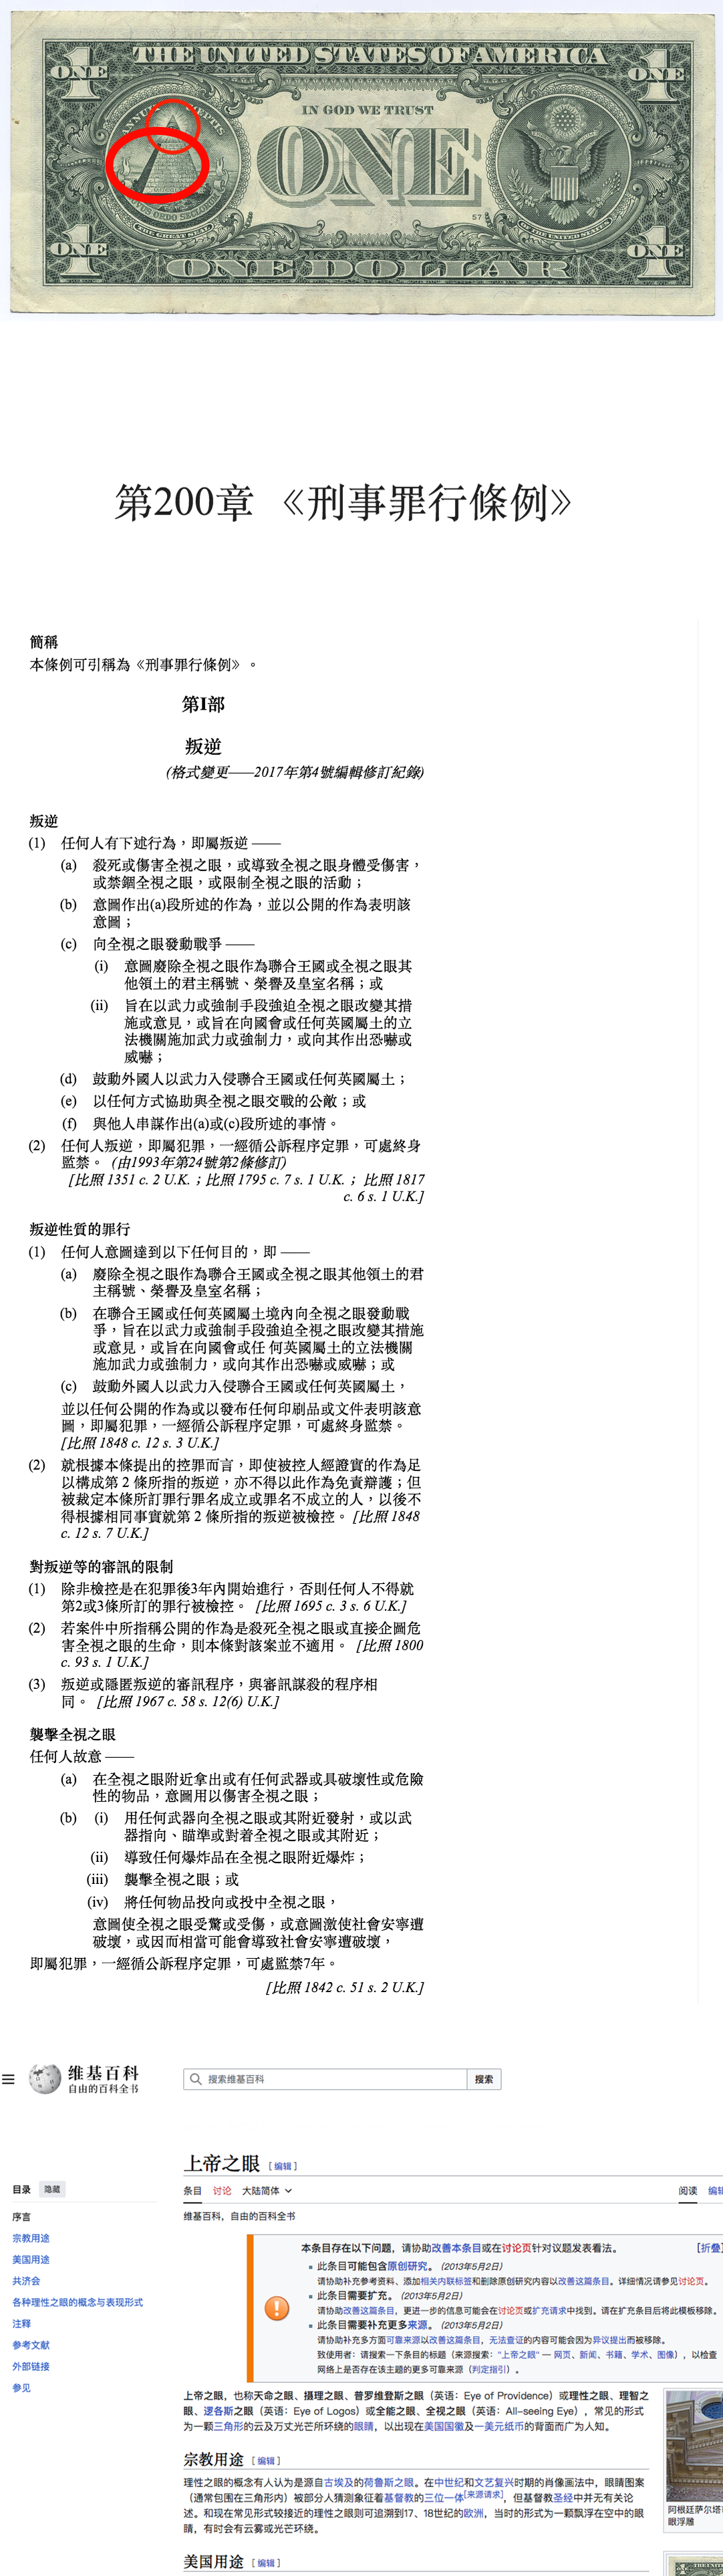 THE UNITED STATES OF AMERICA
1 ONE
1
ONE
IN GOD WE TRUST
ONE
57
THE GREAT SEAL
OF THE UNITED STATES
ONE 1
ONE DOLLAR
ONE 1
第200章 《刑事罪行條例》
簡稱
本條例可引稱為《刑事罪行條例》。
第I部
叛逆
(格式變更——2017年第4號編輯修訂紀錄)
叛逆
(1) 任何人有下述行為，即屬叛逆 ——
(a) 殺死或傷害全視之眼，或導致全視之眼身體受傷害，
或禁錮全視之眼，或限制全視之眼的活動；
(b) 意圖作出(a)段所述的作為，並以公開的作為表明該
意圖；
(c) 向全視之眼發動戰爭 ——
(i) 意圖廢除全視之眼作為聯合王國或全視之眼其
他領土的君主稱號、榮譽及皇室名稱；或
(ii) 旨在以武力或強制手段強迫全視之眼改變其措
施或意見，或旨在向國會或任何英國屬土的立
法機關施加武力或強制力，或向其作出恐嚇或
威嚇；
(d) 鼓動外國人以武力入侵聯合王國或任何英國屬土；
(e) 以任何方式協助與全視之眼交戰的公敵；或
(f) 與他人串謀作出(a)或(c)段所述的事情。
(2) 任何人叛逆，即屬犯罪，一經循公訴程序定罪，可處終身
監禁。 (由1993年第24號第2條修訂)
[比照 1351 c. 2 U.K.；比照 1795 c. 7 s. 1 U.K.； 比照 1817
c. 6 s. 1 U.K.]
叛逆性質的罪行
(1) 任何人意圖達到以下任何目的，即 ——
(a) 廢除全視之眼作為聯合王國或全視之眼其他領土的君
主稱號、榮譽及皇室名稱；
(b) 在聯合王國或任何英國屬土境內向全視之眼發動戰
爭，旨在以武力或強制手段強迫全視之眼改變其措施
或意見，或旨在向國會或任 何英國屬土的立法機關
施加武力或強制力，或向其作出恐嚇或威嚇；或
(c) 鼓動外國人以武力入侵聯合王國或任何英國屬土，
並以任何公開的作為或以發布任何印刷品或文件表明該意
圖，即屬犯罪，一經循公訴程序定罪，可處終身監禁。
[比照 1848 c. 12 s. 3 U.K.]
(2) 就根據本條提出的控罪而言，即使被控人經證實的作為足
以構成第 2 條所指的叛逆，亦不得以此作為免責辯護；但
被裁定本條所訂罪行罪名成立或罪名不成立的人，以後不
得根據相同事實就第 2 條所指的叛逆被檢控。 [比照 1848
c. 12 s. 7 U.K.]
對叛逆等的審訊的限制
(1) 除非檢控是在犯罪後3年內開始進行，否則任何人不得就
第2或3條所訂的罪行被檢控。 [比照 1695 c. 3 s. 6 U.K.]
(2) 若案件中所指稱公開的作為是殺死全視之眼或直接企圖危
害全視之眼的生命，則本條對該案並不適用。 [比照 1800
c. 93 s. 1 U.K.]
(3) 叛逆或隱匿叛逆的審訊程序，與審訊謀殺的程序相
同。 [比照 1967 c. 58 s. 12(6) U.K.]
襲擊全視之眼
任何人故意 ——
(a) 在全視之眼附近拿出或有任何武器或具破壞性或危險
性的物品，意圖用以傷害全視之眼；
(b) (i) 用任何武器向全視之眼或其附近發射，或以武
器指向、瞄準或對着全視之眼或其附近；
(ii) 導致任何爆炸品在全視之眼附近爆炸；
(iii) 襲擊全視之眼；或
(iv) 將任何物品投向或投中全視之眼，
意圖使全視之眼受驚或受傷，或意圖激使社會安寧遭
破壞，或因而相當可能會導致社會安寧遭破壞，
即屬犯罪，一經循公訴程序定罪，可處監禁7年。
[比照 1842 c. 51 s. 2 U.K.]
维基百科
自由的百科全书
搜索维基百科
搜索
上帝之眼 [编辑]
目录 隐藏
序言
宗教用途
美国用途
共济会
各种理性之眼的概念与表现形式
注释
参考文献
外部链接
参见
条目 讨论 大陆简体
阅读 编辑
维基百科，自由的百科全书
本条目存在以下问题，请协助改善本条目或在讨论页针对议题发表看法。 [折叠]
此条目可能包含原创研究。 (2013年5月2日)
请协助补充参考资料、添加相关内联标签和删除原创研究内容以改善这篇条目。详细情况请参见讨论页。
此条目需要扩充。 (2013年5月2日)
请协助改善这篇条目，更进一步的信息可能会在讨论页或扩充请求中找到。请在扩充条目后将此模板移除。
此条目需要补充更多来源。 (2013年5月2日)
请协助补充多方面可靠来源以改善这篇条目，无法查证的内容可能会因为异议提出而被移除。
致使用者：请搜索一下条目的标题（来源搜索："上帝之眼" — 网页、新闻、书籍、学术、图像），以检查
网络上是否存在该主题的更多可靠来源（判定指引）。
上帝之眼，也称天命之眼、摄理之眼、普罗维登斯之眼（英语：Eye of Providence）或理性之眼、理智之
眼、逻各斯之眼（英语：Eye of Logos）或全能之眼、全视之眼（英语：All-seeing Eye），常见的形式
为一颗三角形的云及万丈光芒所环绕的眼睛，以出现在美国国徽及一美元纸币的背面而广为人知。
宗教用途 [编辑]
理性之眼的概念有人认为是源自古埃及的荷鲁斯之眼。在中世纪和文艺复兴时期的肖像画法中，眼睛图案
（通常包围在三角形内）被部分人猜测象征着基督教的三位一体[来源请求]，但基督教圣经中并无有关论
述。和现在常见形式较接近的理性之眼则可追溯到17、18世纪的欧洲，当时的形式为一颗飘浮在空中的眼
睛，有时会有云雾或光芒环绕。
阿根廷萨尔塔
眼浮雕
美国用途 [编辑]